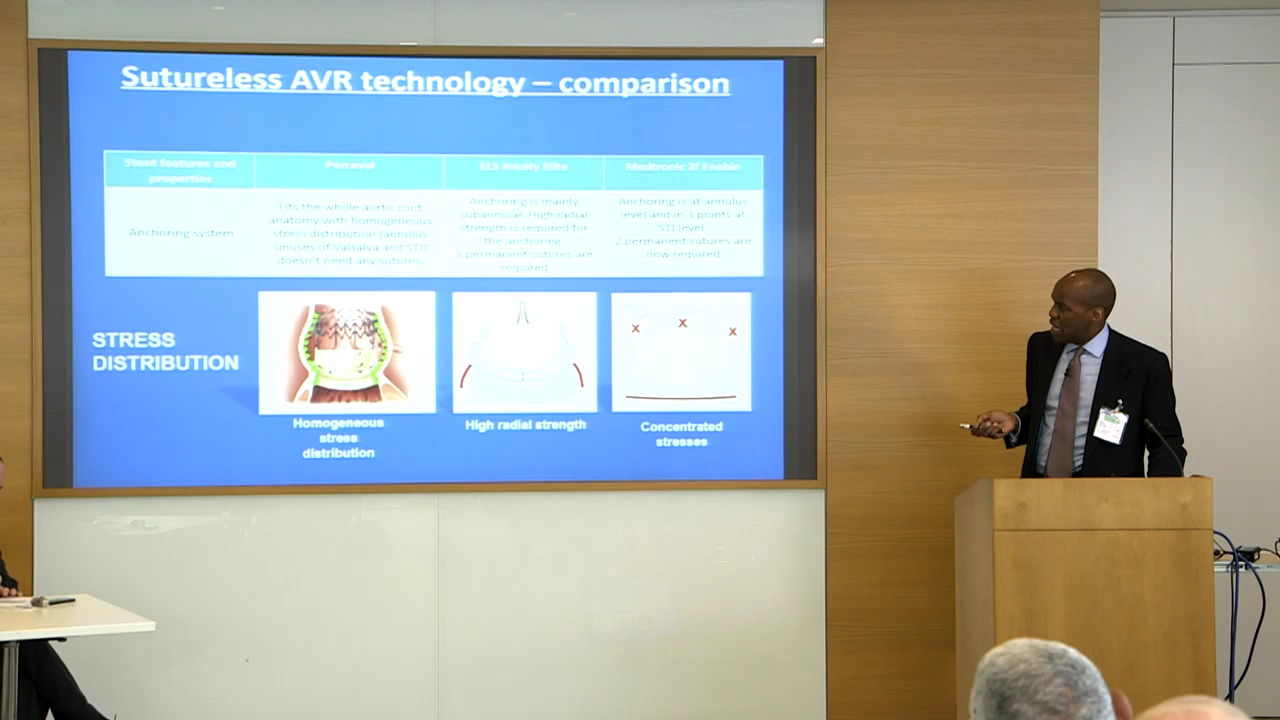 Sutureless AVR technology – comparison
Stent features and
properties
Perceval
ELS Intuity Elite
Medtronic 3f Enable
Anchoring system
Fits the whole aortic root
anatomy with homogeneous
stress distribution (annulus,
sinuses of Valsalva and STJ)
doesn't need any sutures.
Anchoring is mainly
subannular. High radial
strength is required for
the anchoring.
3 permanent sutures are
required.
Anchoring is at annulus
level and in 3 points at
STJ level.
2 permanent sutures are
now required.
STRESS
DISTRIBUTION
x x x
Homogeneous
stress
distribution
High radial strength
Concentrated
stresses